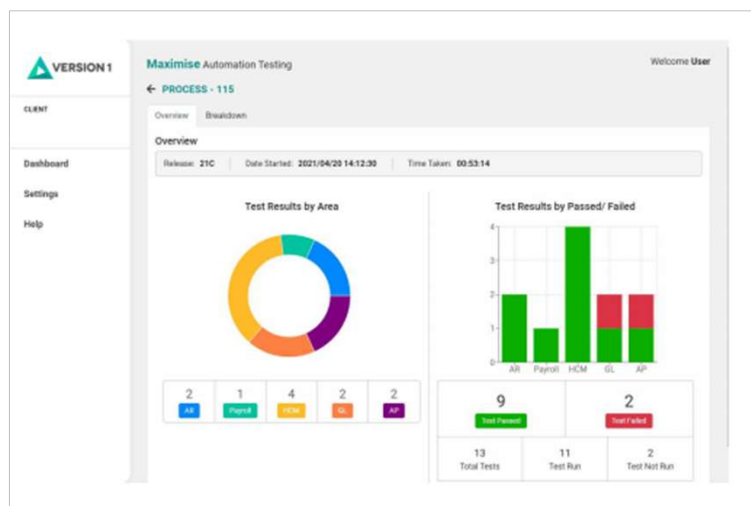 VERSION 1
CLIENT
Dashboard
Settings
Help
Maximise Automation Testing
Welcome User
← PROCESS - 115
Overview Breakdown
Overview
Release: 21C Date Started: 2021/04/20 14:12:30 Time Taken: 00:53:14
Test Results by Area
2 1 4 2 2
AR Payroll HCM GL AP
Test Results by Passed/ Failed
4
3
2
1
0
AR Payroll HCM GL AP
9 2
Test Passed Test Failed
13 11 2
Total Tests Test Run Test Not Run